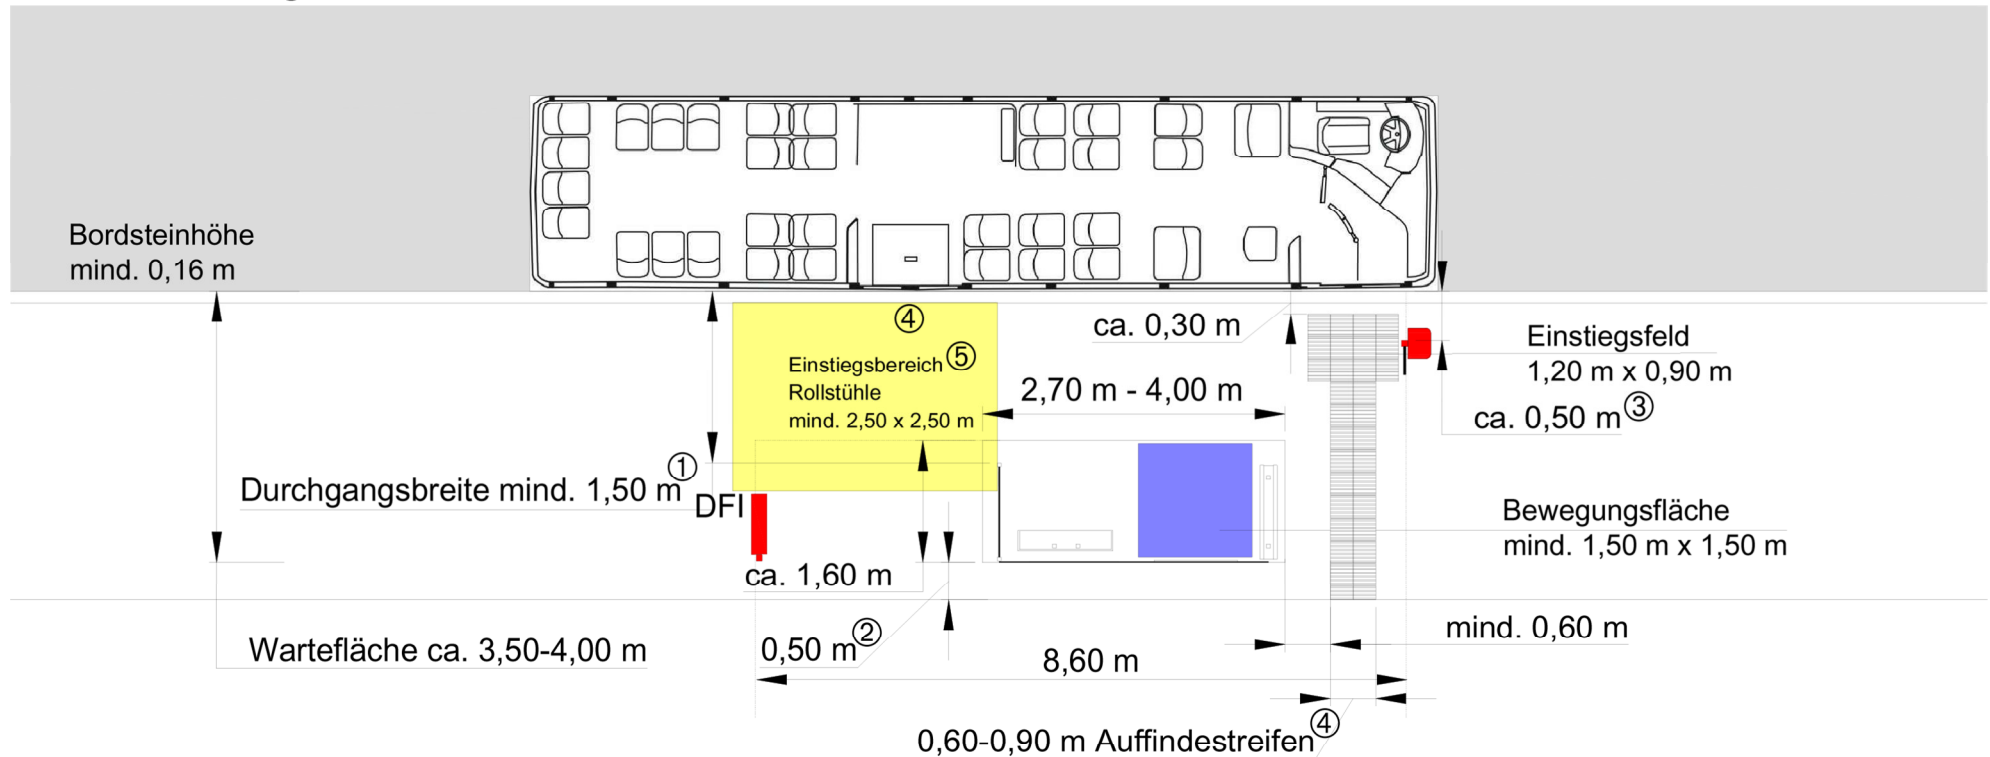 Bordsteinhöhe
mind. 0,16 m
④
Einstiegsbereich ⑤
Rollstühle
mind. 2,50 x 2,50 m
ca. 0,30 m
2,70 m - 4,00 m
Einstiegsfeld
1,20 m x 0,90 m
ca. 0,50 m ③
Durchgangsbreite mind. 1,50 m ①
DFI
Bewegungsfläche
mind. 1,50 m x 1,50 m
ca. 1,60 m
Wartefläche ca. 3,50-4,00 m
0,50 m ②
8,60 m
mind. 0,60 m
0,60-0,90 m Auffindestreifen ④